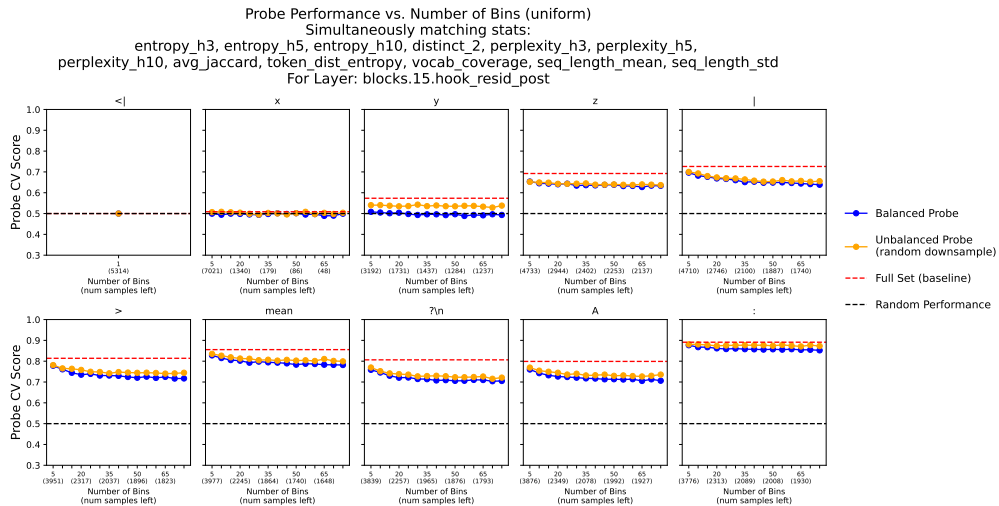 Probe Performance vs. Number of Bins (uniform)
Simultaneously matching stats:
entropy_h3, entropy_h5, entropy_h10, distinct_2, perplexity_h3, perplexity_h5,
perplexity_h10, avg_jaccard, token_dist_entropy, vocab_coverage, seq_length_mean, seq_length_std
For Layer: blocks.15.hook_resid_post
<| x y z |
Probe CV Score
1.0
0.9
0.8
0.7
0.6
0.5
0.4
0.3
1 5 20 35 50 65 5 20 35 50 65 5 20 35 50 65 5 20 35 50 65
(5314) (7021) (1340) (179) (86) (48) (3192) (1731) (1437) (1284) (1237) (4733) (2944) (2402) (2253) (2137) (4710) (2746) (2100) (1887) (1740)
Number of Bins Number of Bins Number of Bins Number of Bins Number of Bins
(num samples left) (num samples left) (num samples left) (num samples left) (num samples left)
Balanced Probe
Unbalanced Probe
(random downsample)
Full Set (baseline)
Random Performance
> mean ?\n A :
Probe CV Score
1.0
0.9
0.8
0.7
0.6
0.5
0.4
0.3
5 20 35 50 65 5 20 35 50 65 5 20 35 50 65 5 20 35 50 65 5 20 35 50 65
(3951) (2317) (2037) (1896) (1823) (3977) (2245) (1864) (1740) (1648) (3839) (2257) (1965) (1876) (1793) (3876) (2349) (2078) (1992) (1927) (3776) (2313) (2089) (2008) (1930)
Number of Bins Number of Bins Number of Bins Number of Bins Number of Bins
(num samples left) (num samples left) (num samples left) (num samples left) (num samples left)